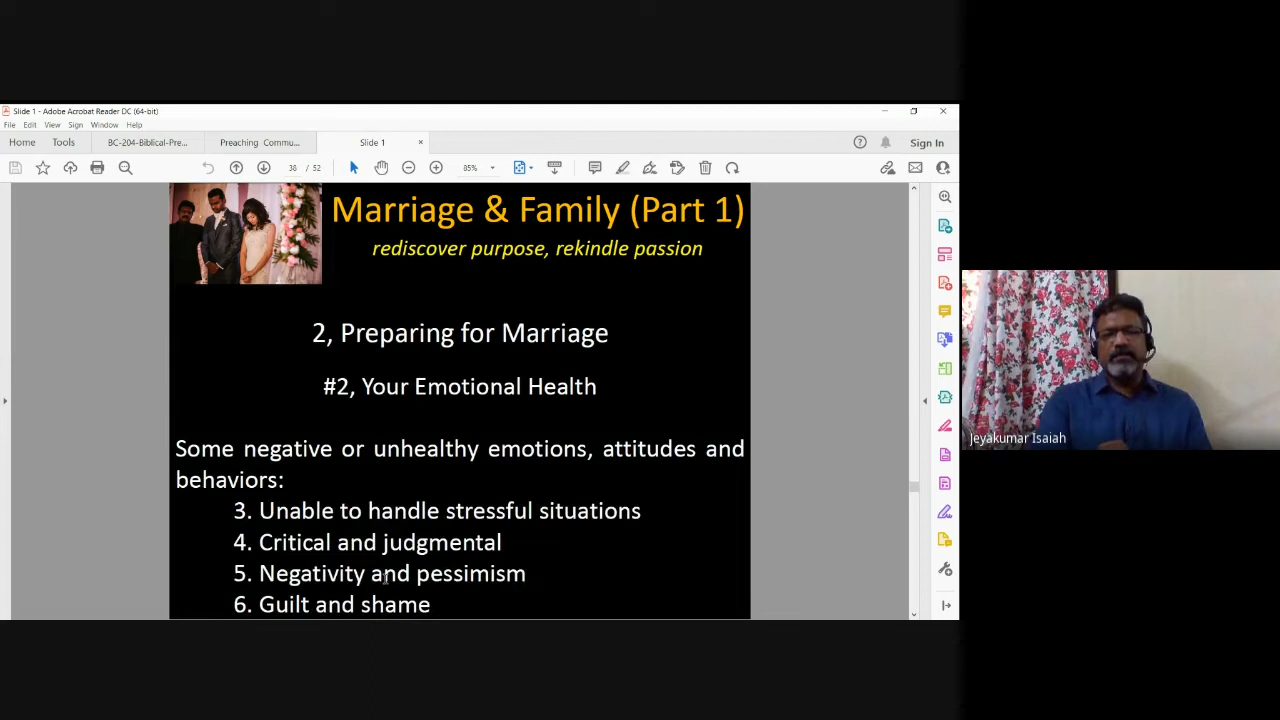 Slide 1 - Adobe Acrobat Reader DC (64-bit)
File Edit View Sign Window Help
Home Tools BC-204-Biblical-Pre... Preaching Commu... Slide 1 × Sign In
38 / 52 85%
Marriage & Family (Part 1)
rediscover purpose, rekindle passion
2, Preparing for Marriage
#2, Your Emotional Health
Some negative or unhealthy emotions, attitudes and
behaviors:
3. Unable to handle stressful situations
4. Critical and judgmental
5. Negativity and pessimism
6. Guilt and shame
Jeyakumar Isaiah